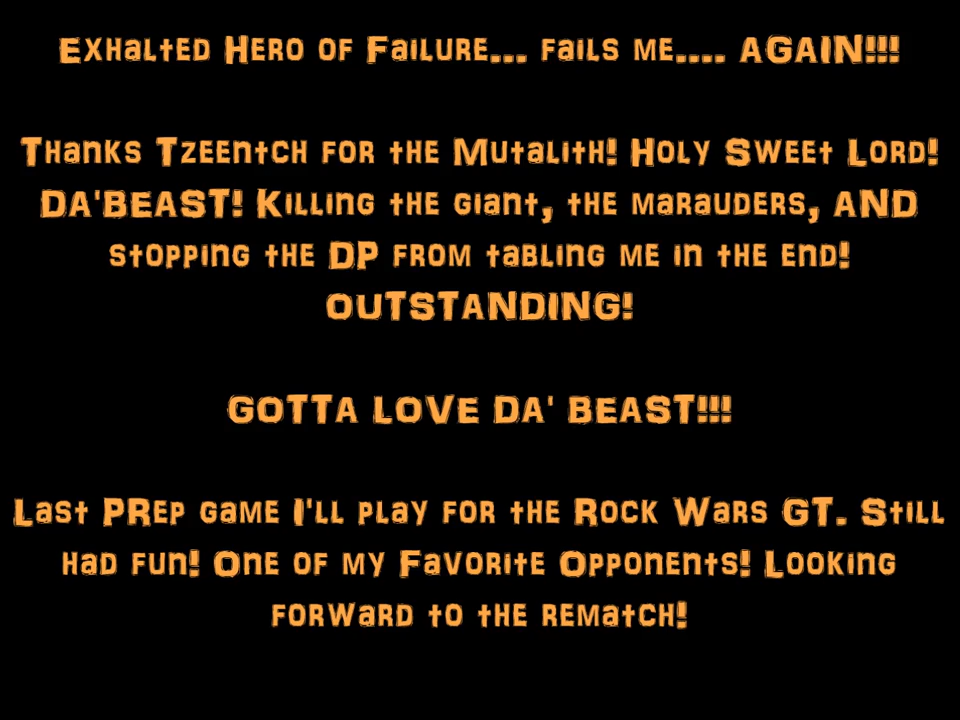 Exhalted Hero of Failure... fails me.... AGAIN!!!
Thanks Tzeentch for the Mutalith! Holy Sweet Lord!
DA'BEAST! Killing the giant, the marauders, AND
stopping the DP from tabling me in the end!
OUTSTANDING!
GOTTA LOVE DA' BEAST!!!
Last PRep game I'll play for the Rock Wars GT. Still
had fun! One of my Favorite Opponents! Looking
forward to the rematch!